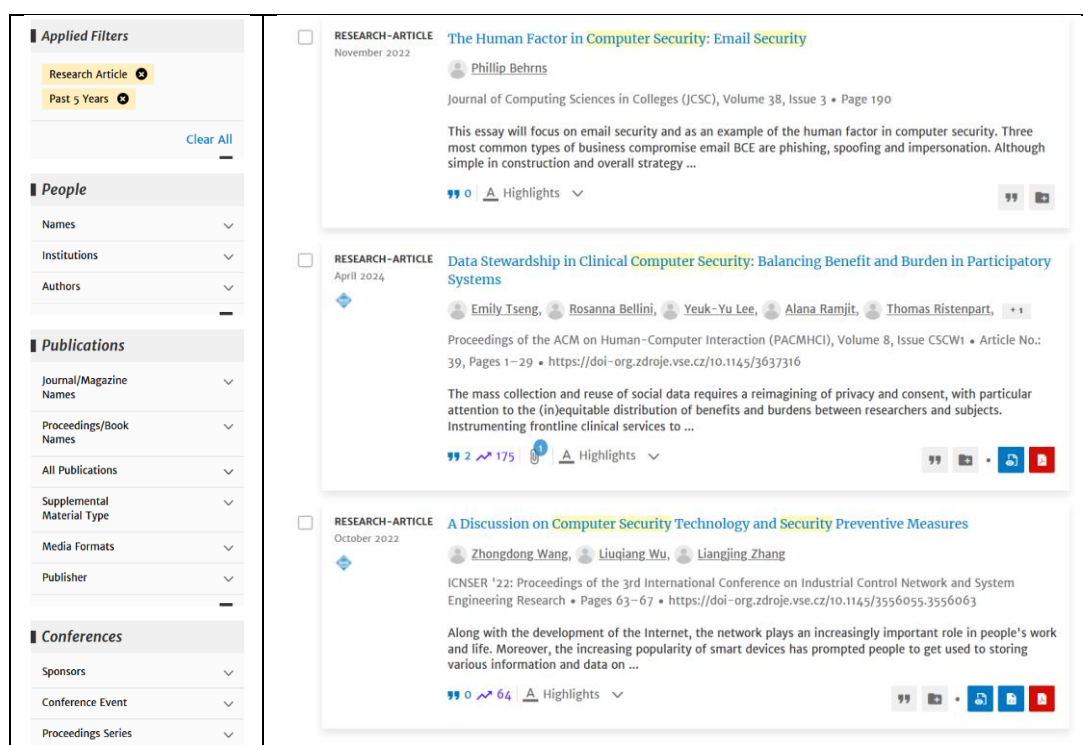 Applied Filters
Research Article
Past 5 Years
Clear All
People
Names
Institutions
Authors
Publications
Journal/Magazine
Names
Proceedings/Book
Names
All Publications
Supplemental
Material Type
Media Formats
Publisher
Conferences
Sponsors
Conference Event
Proceedings Series
RESEARCH-ARTICLE
November 2022
The Human Factor in Computer Security: Email Security
Phillip Behrns
Journal of Computing Sciences in Colleges (JCSC), Volume 38, Issue 3 • Page 190
This essay will focus on email security and as an example of the human factor in computer security. Three
most common types of business compromise email BCE are phishing, spoofing and impersonation. Although
simple in construction and overall strategy ...
0 A Highlights
RESEARCH-ARTICLE
April 2024
Data Stewardship in Clinical Computer Security: Balancing Benefit and Burden in Participatory
Systems
Emily Tseng, Rosanna Bellini, Yeuk-Yu Lee, Alana Ramjit, Thomas Ristenpart, +1
Proceedings of the ACM on Human-Computer Interaction (PACMHCI), Volume 8, Issue CSCW1 • Article No.:
39, Pages 1–29 • https://doi-org.zdroje.vse.cz/10.1145/3637316
The mass collection and reuse of social data requires a reimagining of privacy and consent, with particular
attention to the (in)equitable distribution of benefits and burdens between researchers and subjects.
Instrumenting frontline clinical services to ...
2 175 1 A Highlights
RESEARCH-ARTICLE
October 2022
A Discussion on Computer Security Technology and Security Preventive Measures
Zhongdong Wang, Liuqiang Wu, Liangjing Zhang
ICNSER '22: Proceedings of the 3rd International Conference on Industrial Control Network and System
Engineering Research • Pages 63–67 • https://doi-org.zdroje.vse.cz/10.1145/3556055.3556063
Along with the development of the Internet, the network plays an increasingly important role in people's work
and life. Moreover, the increasing popularity of smart devices has prompted people to get used to storing
various information and data on ...
0 64 A Highlights